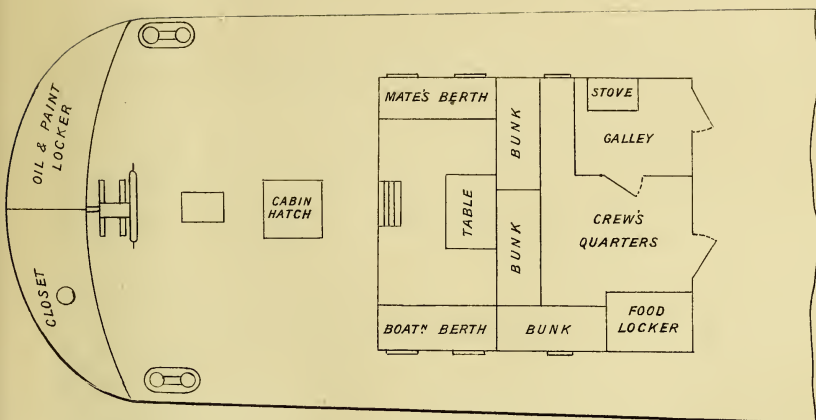 OIL & PAINT
LOCKER
CLOSET
CABIN
HATCH
MATE'S BERTH
TABLE
BOAT.ᴺ BERTH
BUNK
BUNK
BUNK
STOVE
GALLEY
CREW'S
QUARTERS
FOOD
LOCKER